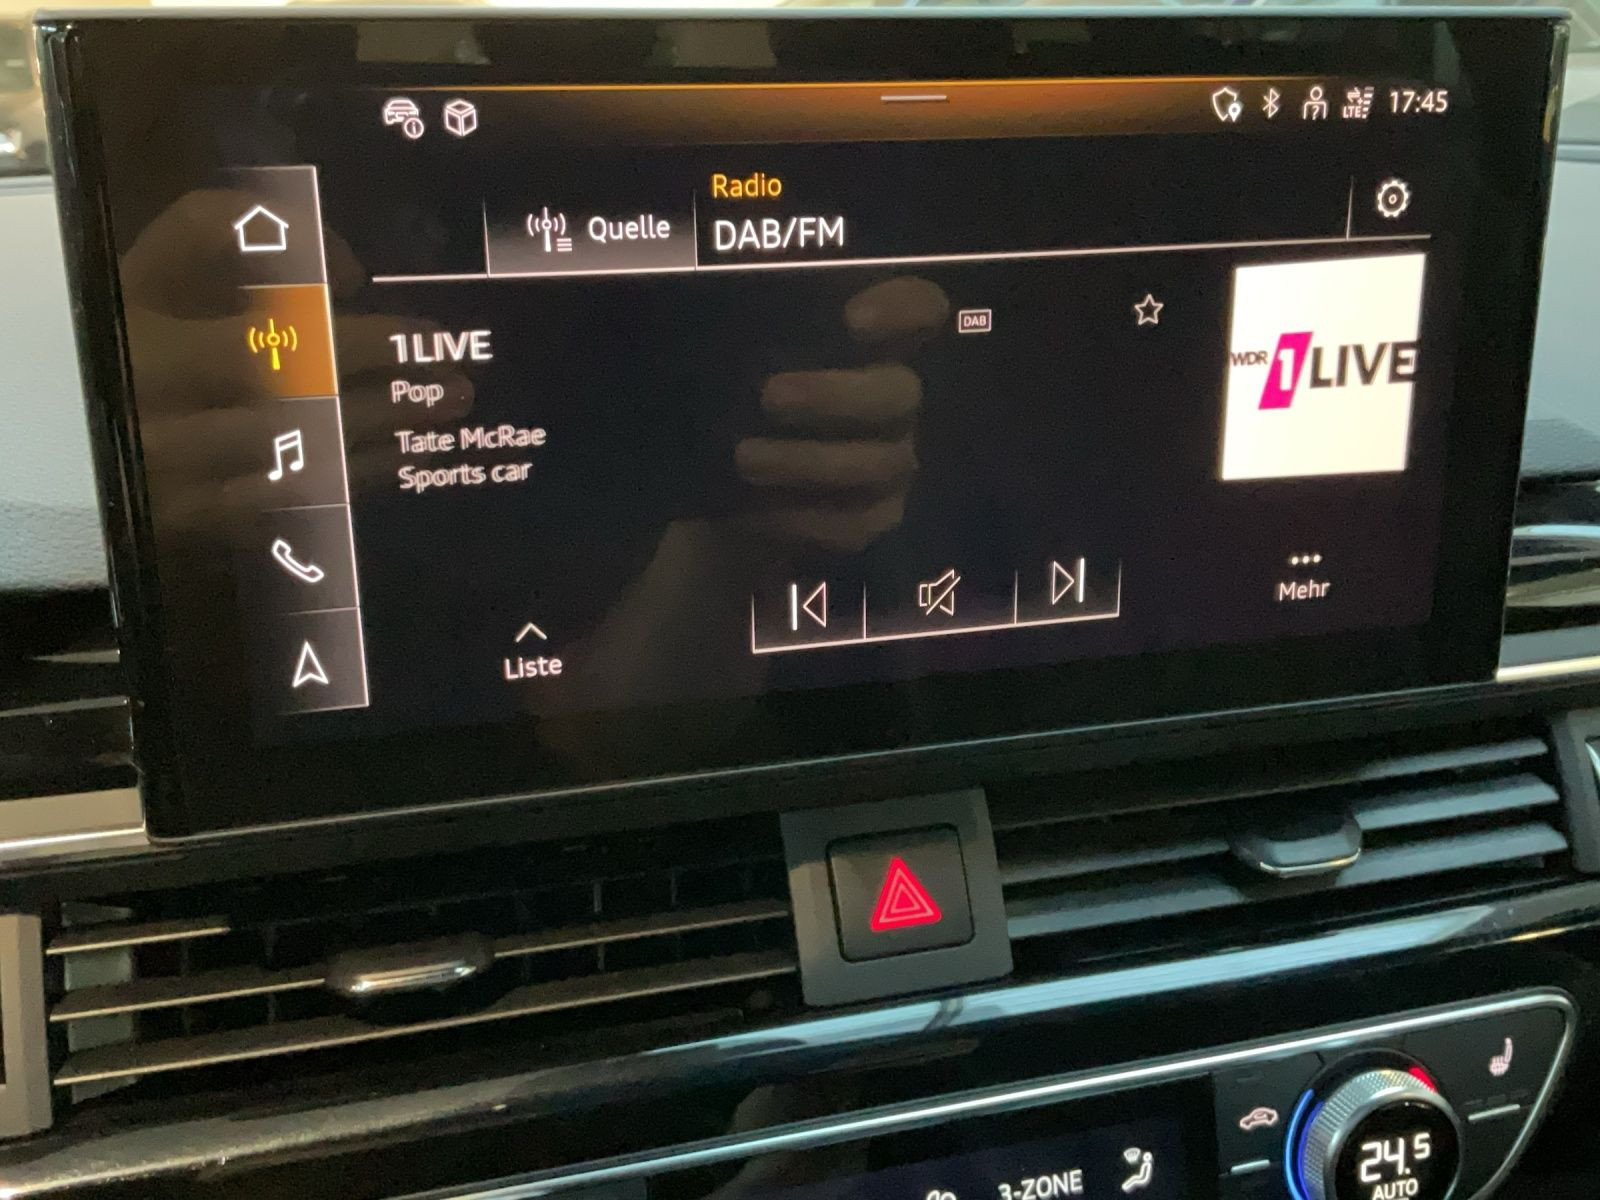 LTE
17:45
Radio
Quelle
DAB/FM
1LIVE
DAB
Pop
WDR 1LIVE
Tate McRae
Sports car
Mehr
Liste
24.5
AUTO
3-ZONE